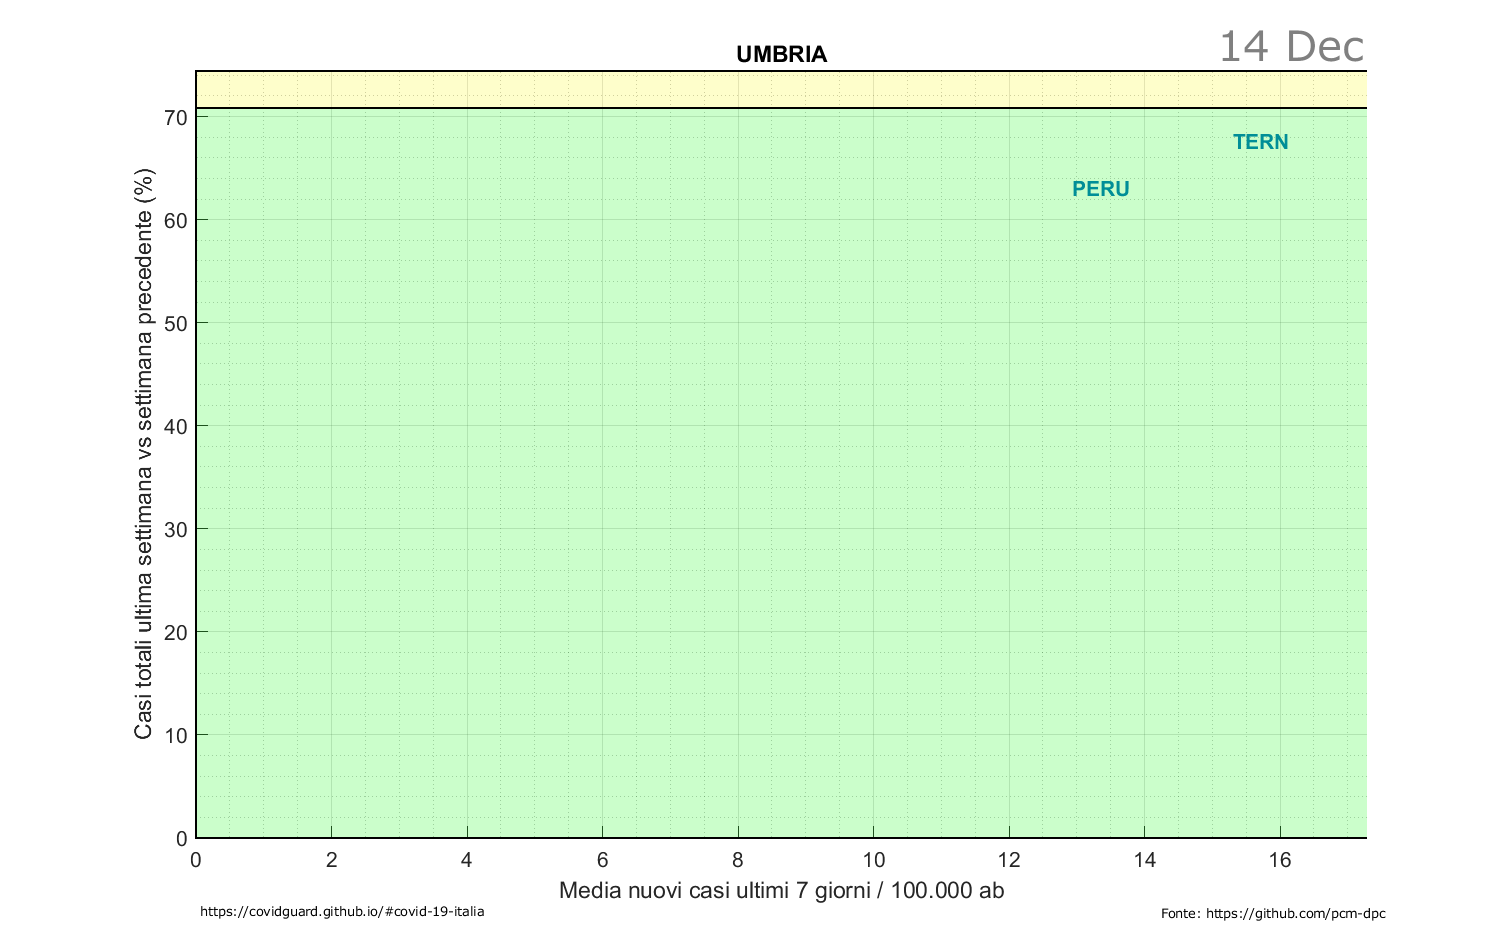 14 Dec
UMBRIA
Casi totali ultima settimana vs settimana precedente (%)
70
60
50
40
30
20
10
0
TERN
PERU
0 2 4 6 8 10 12 14 16
Media nuovi casi ultimi 7 giorni / 100.000 ab
https://covidguard.github.io/#covid-19-italia
Fonte: https://github.com/pcm-dpc